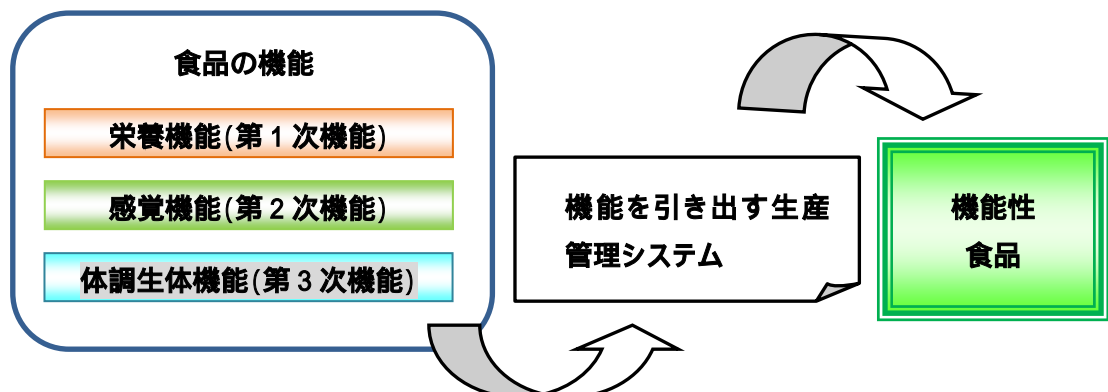 食品の機能
栄養機能(第1次機能)
感覚機能(第2次機能)
体調生体機能(第3次機能)
機能を引き出す生産
管理システム
機能性
食品